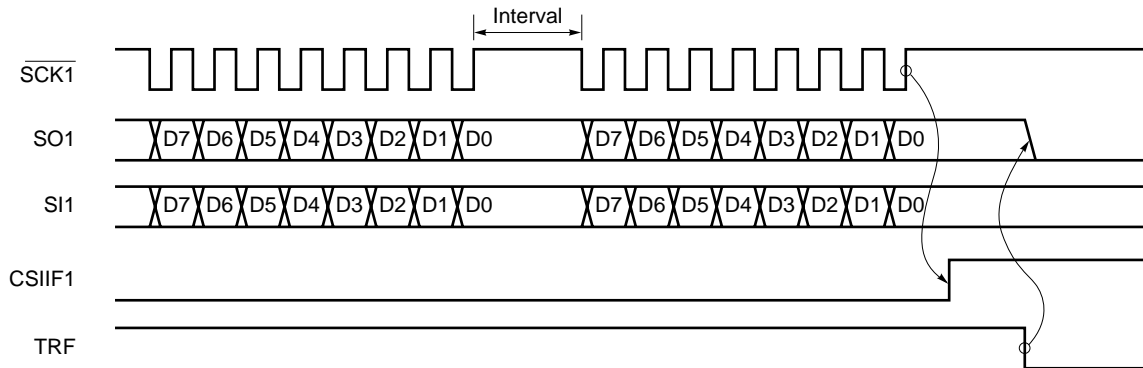 Interval
SCK1
SO1 D7 D6 D5 D4 D3 D2 D1 D0 D7 D6 D5 D4 D3 D2 D1 D0
SI1 D7 D6 D5 D4 D3 D2 D1 D0 D7 D6 D5 D4 D3 D2 D1 D0
CSIIF1
TRF